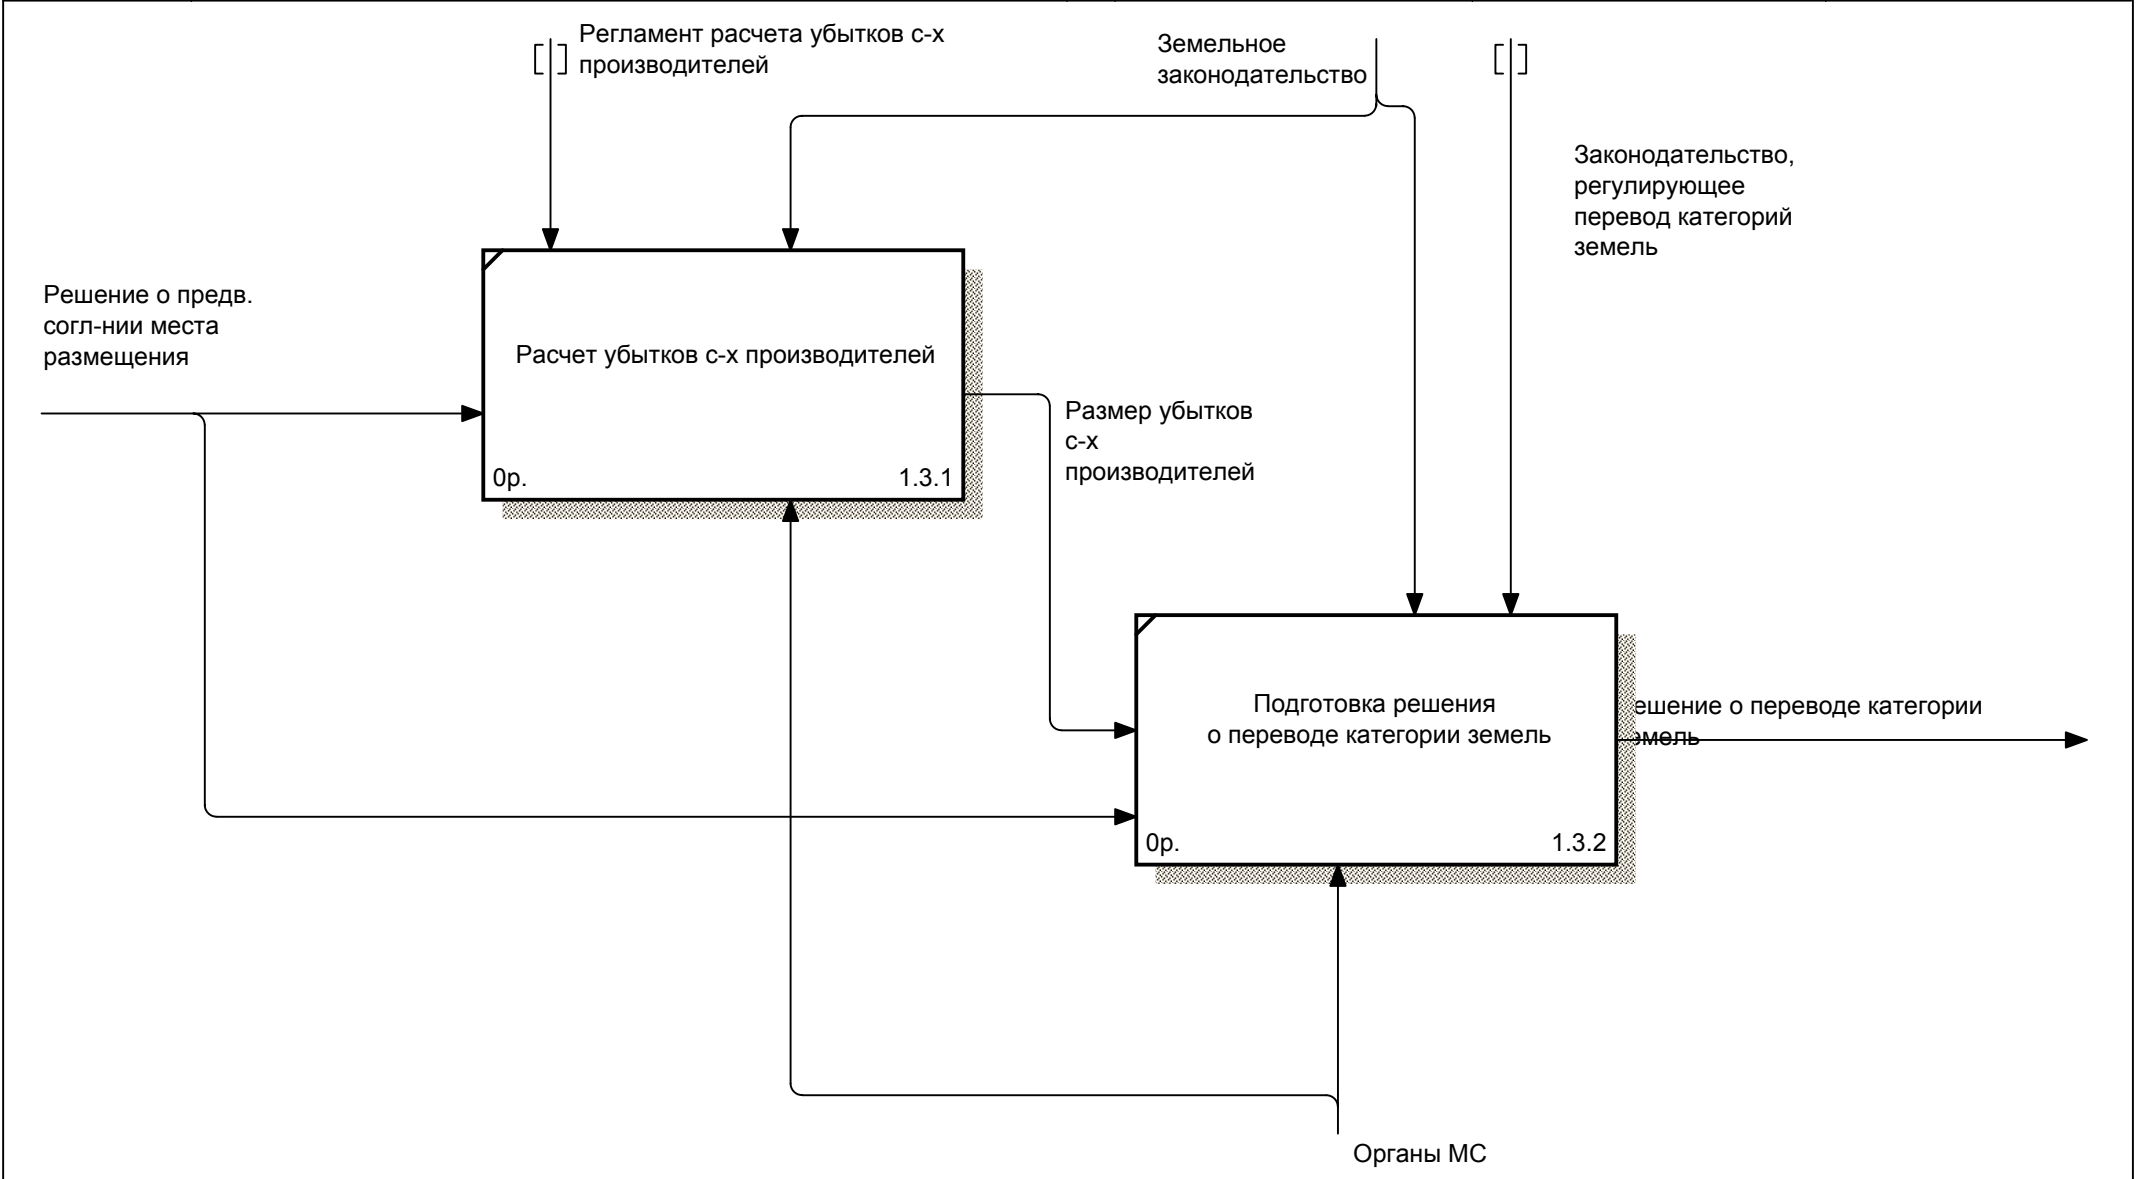 Регламент расчета убытков с-х
производителей
Земельное
законодательство
Законодательство,
регулирующее
перевод категорий
земель
Решение о предв.
согл-нии места
размещения
Расчет убытков с-х производителей
0р.
1.3.1
Размер убытков
с-х
производителей
Подготовка решения
о переводе категории земель
0р.
1.3.2
ешение о переводе категории
емель
Органы МС